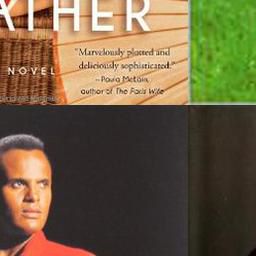 ATHER
A NOVEL
"Marvelously plotted and
deliciously sophisticated."
—Paula McLain,
author of The Paris Wife